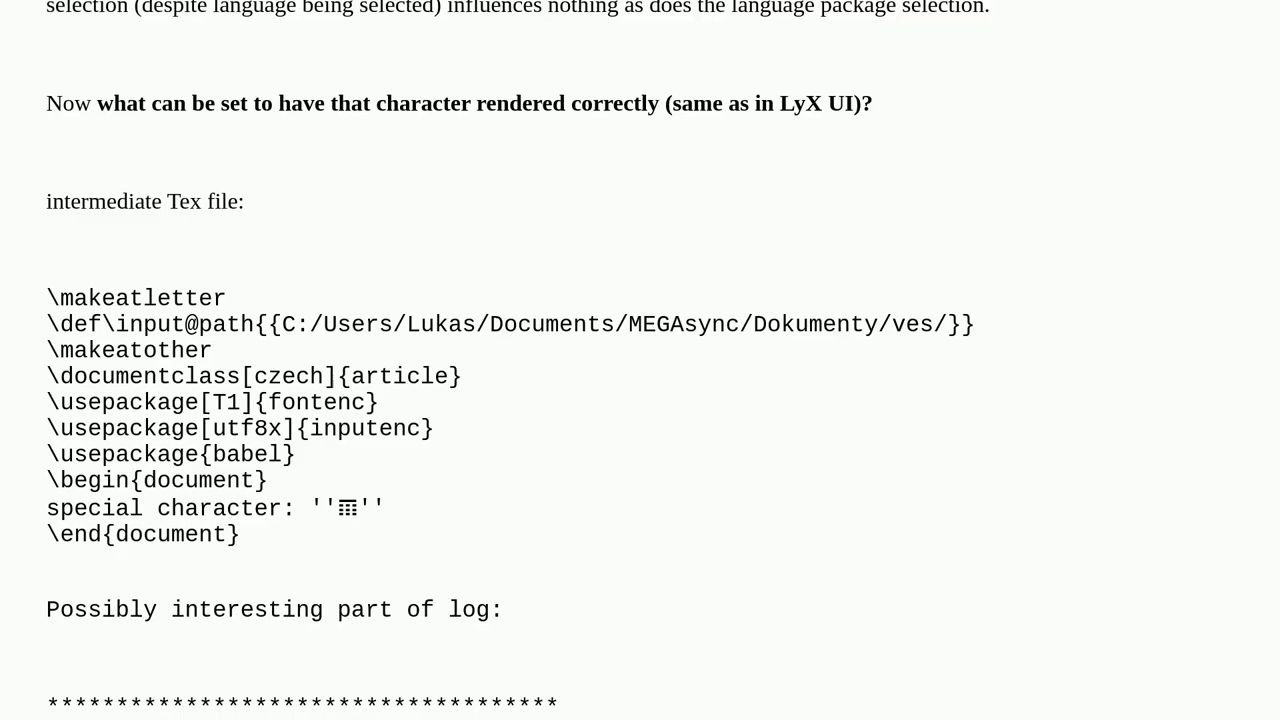 selection (despite language being selected) influences nothing as does the language package selection.
Now what can be set to have that character rendered correctly (same as in LyX UI)?
intermediate Tex file:
\makeatletter
\def\input@path{{C:/Users/Lukas/Documents/MEGAsync/Dokumenty/ves/}}
\makeatother
\documentclass[czech]{article}
\usepackage[T1]{fontenc}
\usepackage[utf8x]{inputenc}
\usepackage{babel}
\begin{document}
special character: ''𝌠''
\end{document}
Possibly interesting part of log:
*************************************